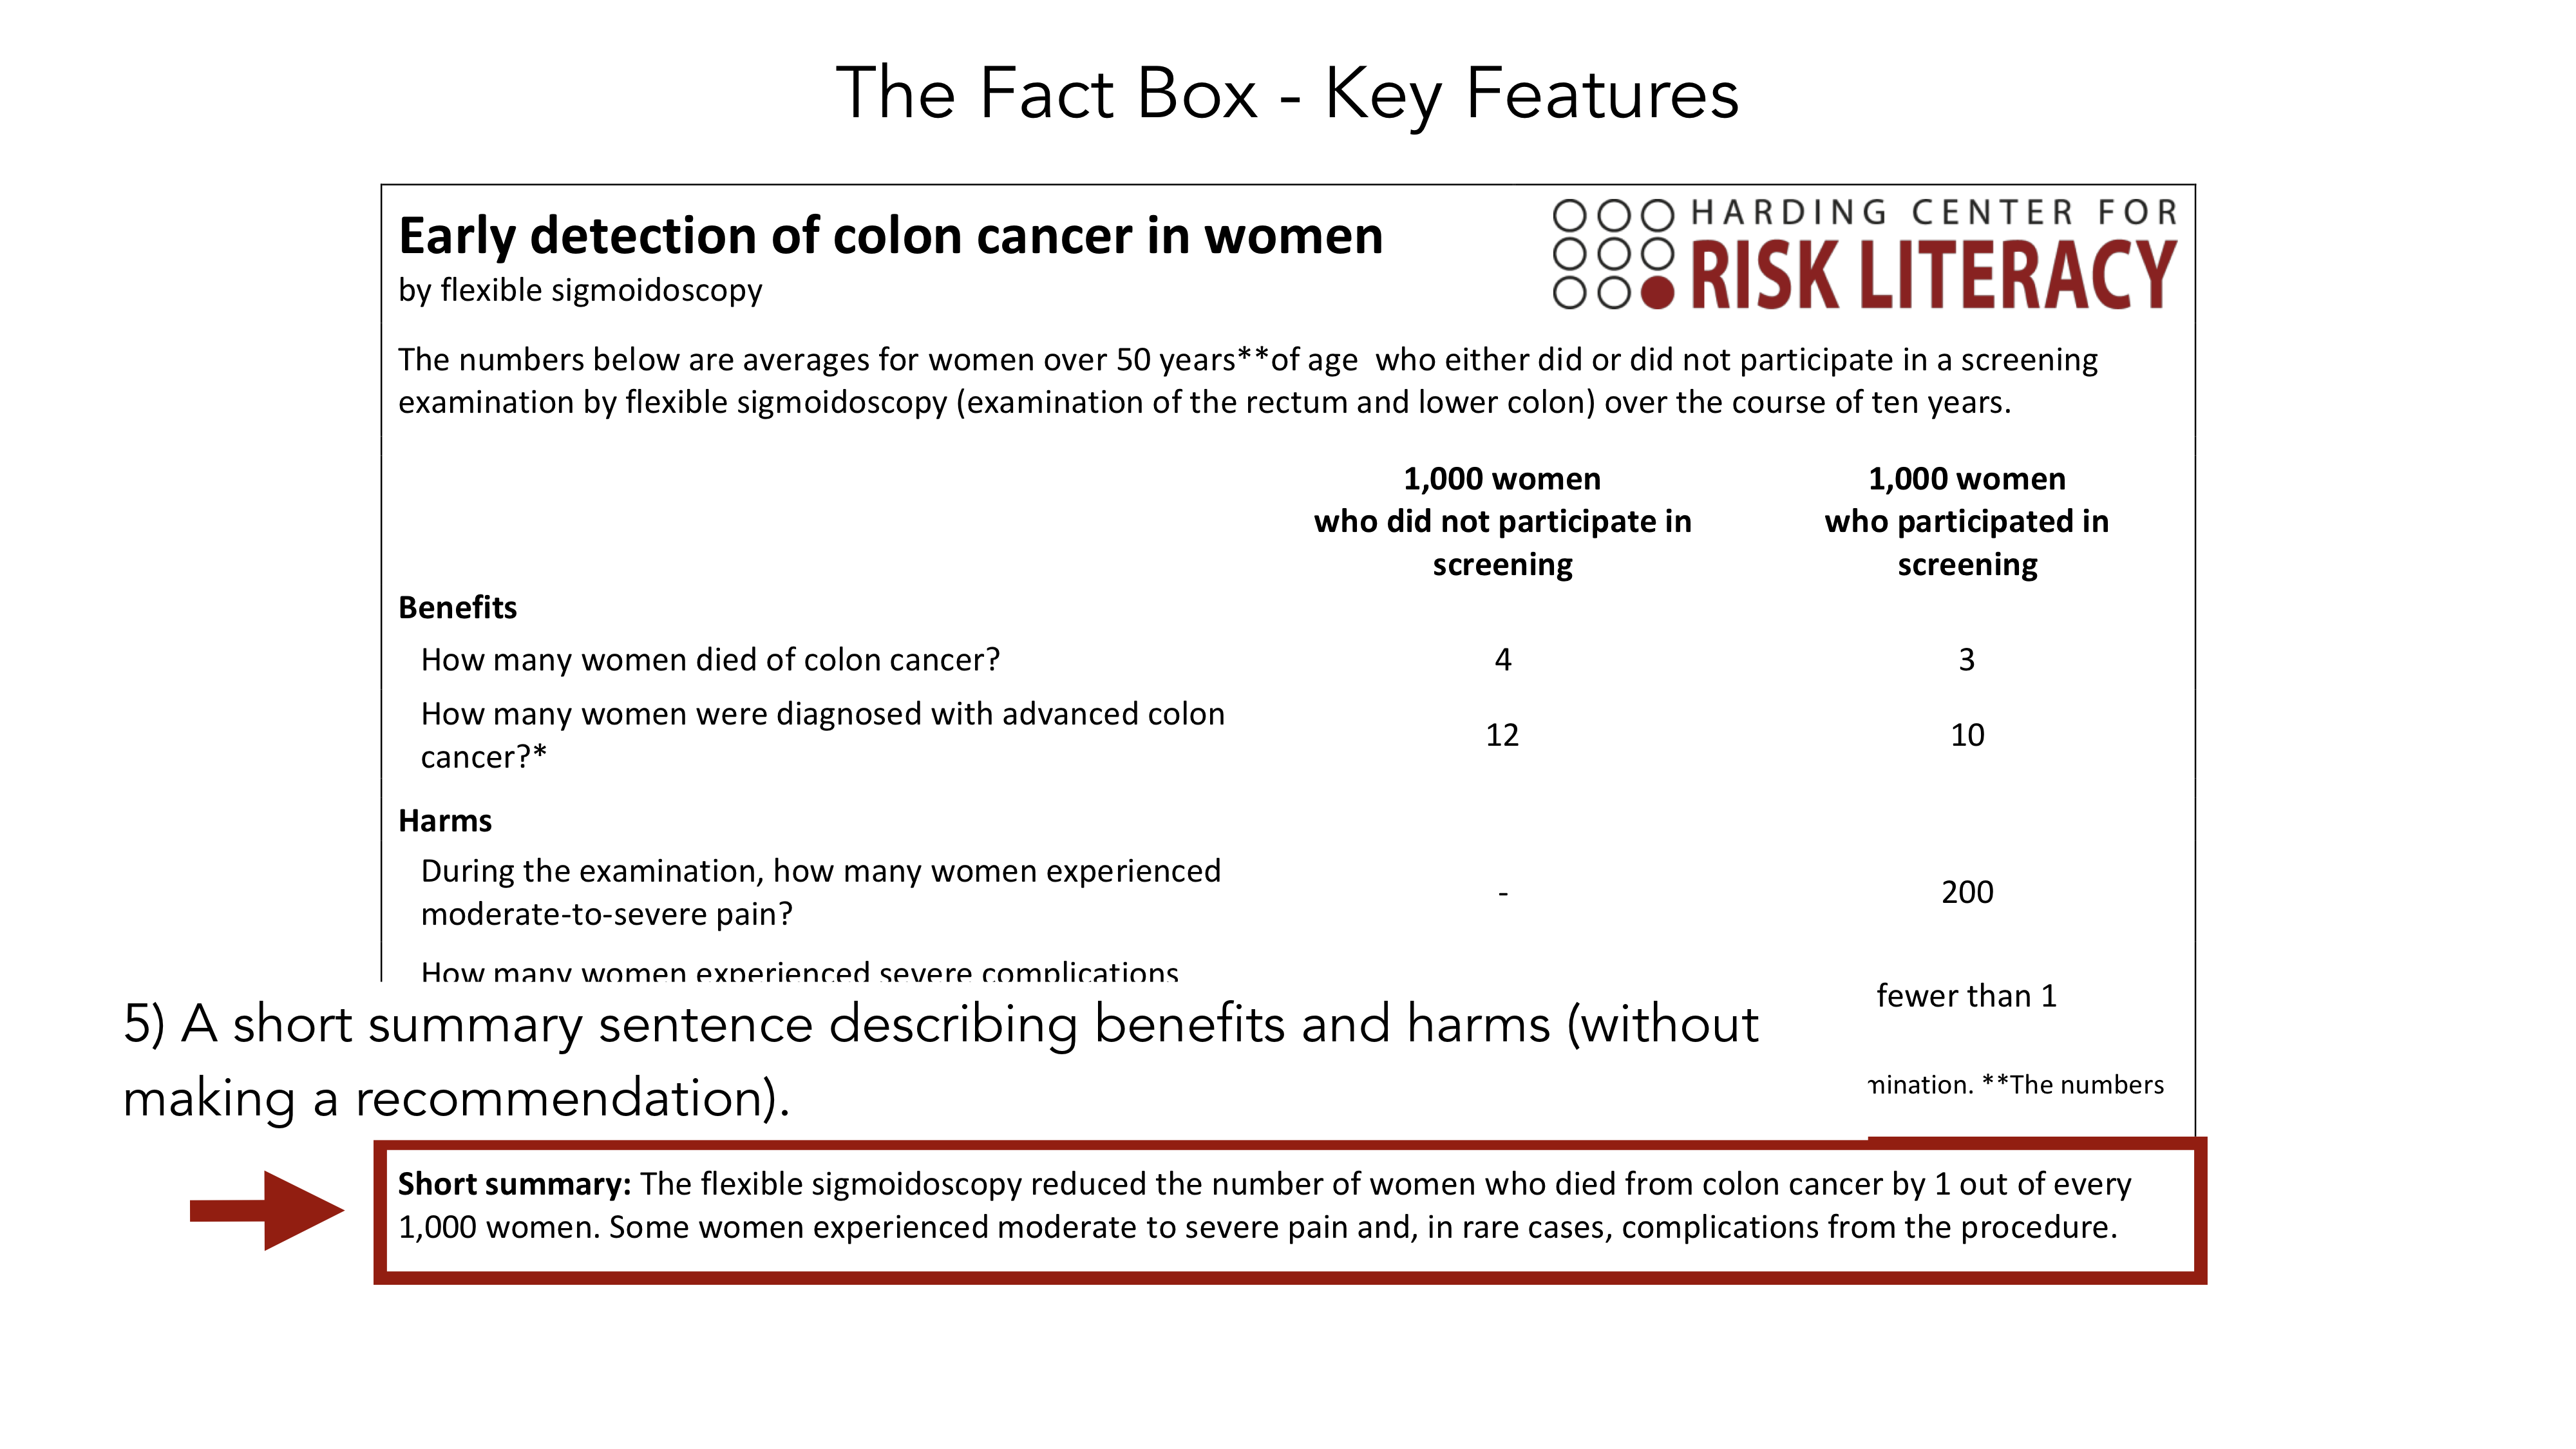 The Fact Box - Key Features
Early detection of colon cancer in women
by flexible sigmoidoscopy
HARDING CENTER FOR
RISK LITERACY
The numbers below are averages for women over 50 years**of age who either did or did not participate in a screening
examination by flexible sigmoidoscopy (examination of the rectum and lower colon) over the course of ten years.
1,000 women
who did not participate in
screening
1,000 women
who participated in
screening
Benefits
How many women died of colon cancer? 4 3
How many women were diagnosed with advanced colon
cancer?* 12 10
Harms
During the examination, how many women experienced
moderate-to-severe pain? - 200
How many women experienced severe complications
fewer than 1
5) A short summary sentence describing benefits and harms (without
making a recommendation).
mination. **The numbers
Short summary: The flexible sigmoidoscopy reduced the number of women who died from colon cancer by 1 out of every
1,000 women. Some women experienced moderate to severe pain and, in rare cases, complications from the procedure.